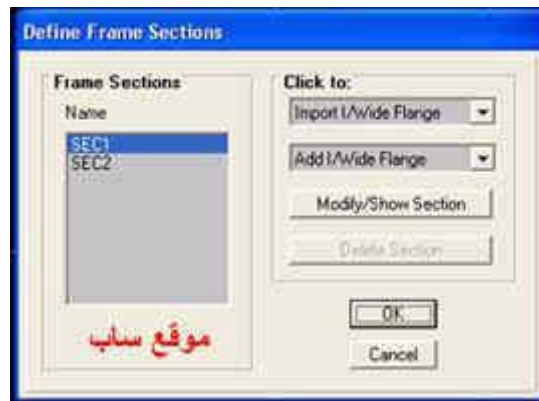 Define Frame Sections
Frame Sections
Name
SEC1
SEC2
موقع ساب
Click to:
Import I/Wide Flange
Add I/Wide Flange
Modify/Show Section
Delete Section
OK
Cancel